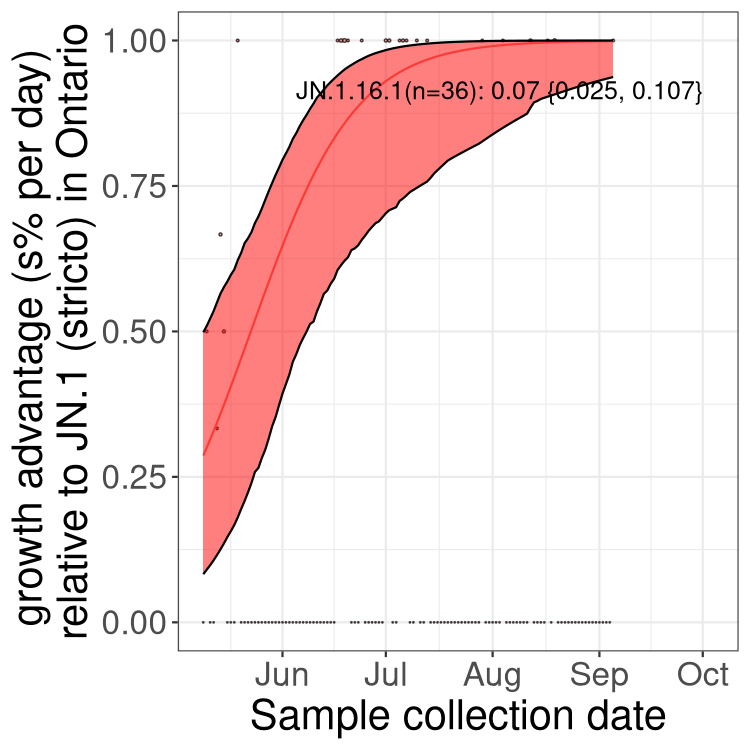 growth advantage (s% per day)
relative to JN.1 (stricto) in Ontario
1.00
0.75
0.50
0.25
0.00
JN.1.16.1(n=36): 0.07 {0.025, 0.107}
Jun Jul Aug Sep Oct
Sample collection date